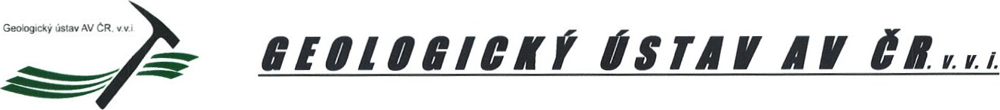 Geologický ústav AV ČR, v.v.i.
GEOLOGICKÝ ÚSTAV AV ČR, v. v. i.